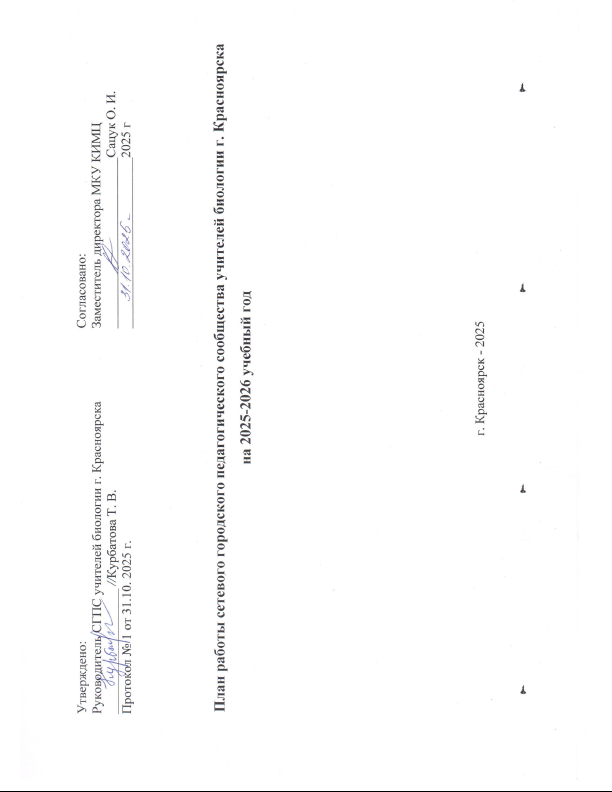 Утверждено:
Руководитель СГПС учителей биологии г. Красноярска
//Курбатова Т. В.
Протокол № 1 от 31.10. 2025 г.
Согласовано:
Заместитель директора МКУ КИМЦ
Сацук О. И.
31.10.2025 г. 2025 г
План работы сетевого городского педагогического сообщества учителей биологии г. Красноярска
на 2025-2026 учебный год
г. Красноярск - 2025